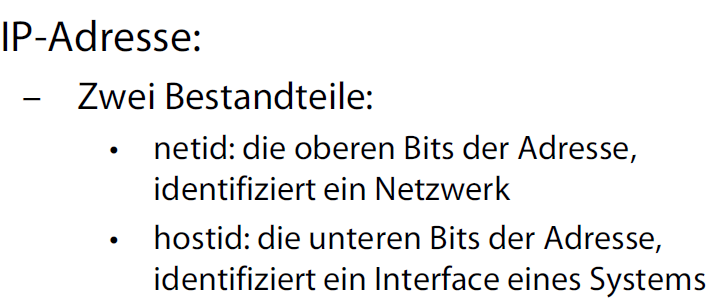 IP-Adresse:
– Zwei Bestandteile:
• netid: die oberen Bits der Adresse,
identifiziert ein Netzwerk
• hostid: die unteren Bits der Adresse,
identifiziert ein Interface eines Systems